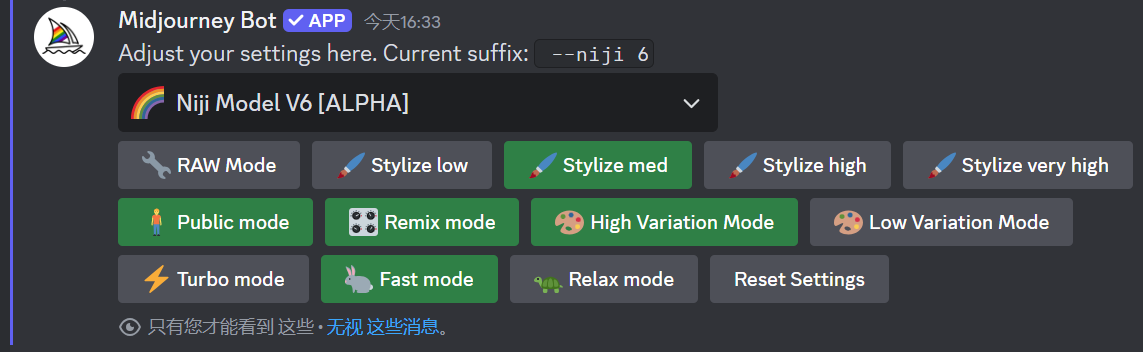 Midjourney Bot ✓ APP 今天16:33
Adjust your settings here. Current suffix: --niji 6
Niji Model V6 [ALPHA]
RAW Mode Stylize low Stylize med Stylize high Stylize very high
Public mode Remix mode High Variation Mode Low Variation Mode
Turbo mode Fast mode Relax mode Reset Settings
只有您才能看到 这些 • 无视 这些消息。